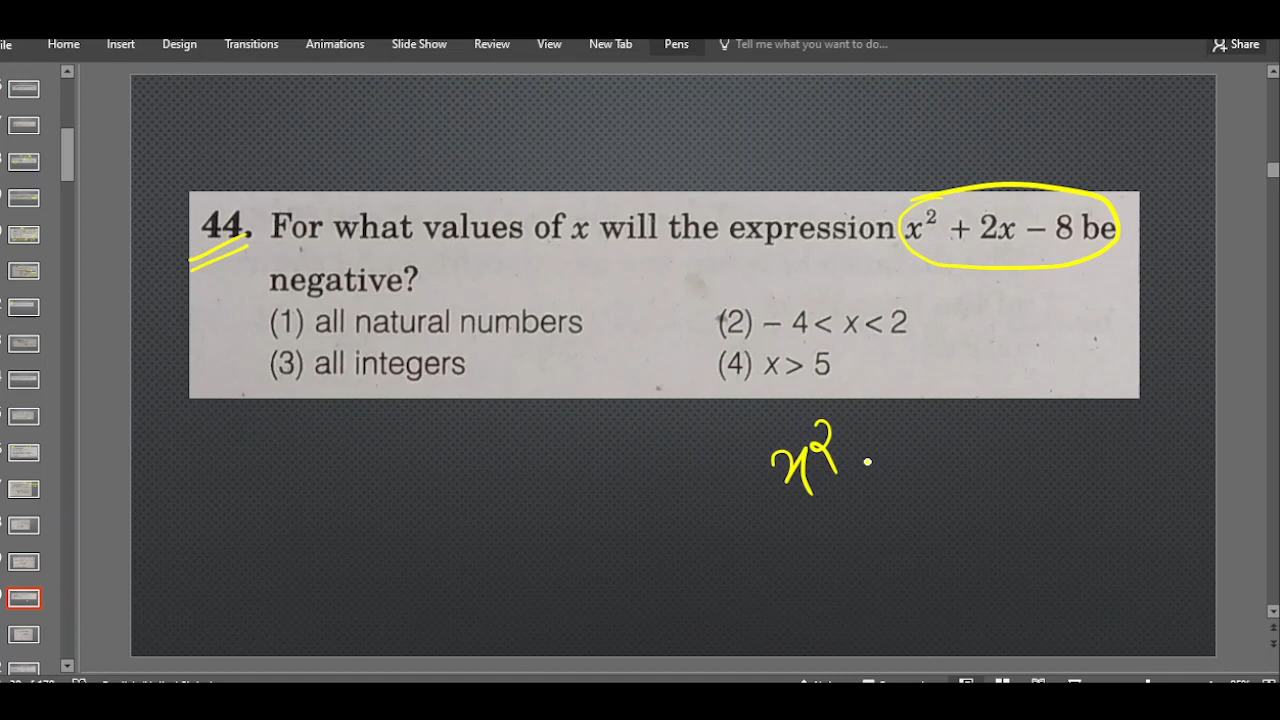 File Home Insert Design Transitions Animations Slide Show Review View New Tab Pens Tell me what you want to do... Share
44. For what values of x will the expression x² + 2x – 8 be
negative?
(1) all natural numbers (2) – 4 < x < 2
(3) all integers (4) x > 5
x²